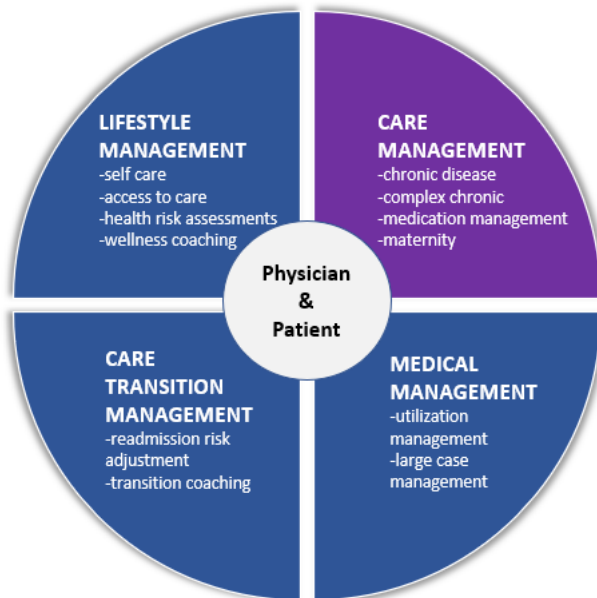 LIFESTYLE
MANAGEMENT
-self care
-access to care
-health risk assessments
-wellness coaching
CARE
MANAGEMENT
-chronic disease
-complex chronic
-medication management
-maternity
Physician
&
Patient
CARE
TRANSITION
MANAGEMENT
-readmission risk
adjustment
-transition coaching
MEDICAL
MANAGEMENT
-utilization
management
-large case
management